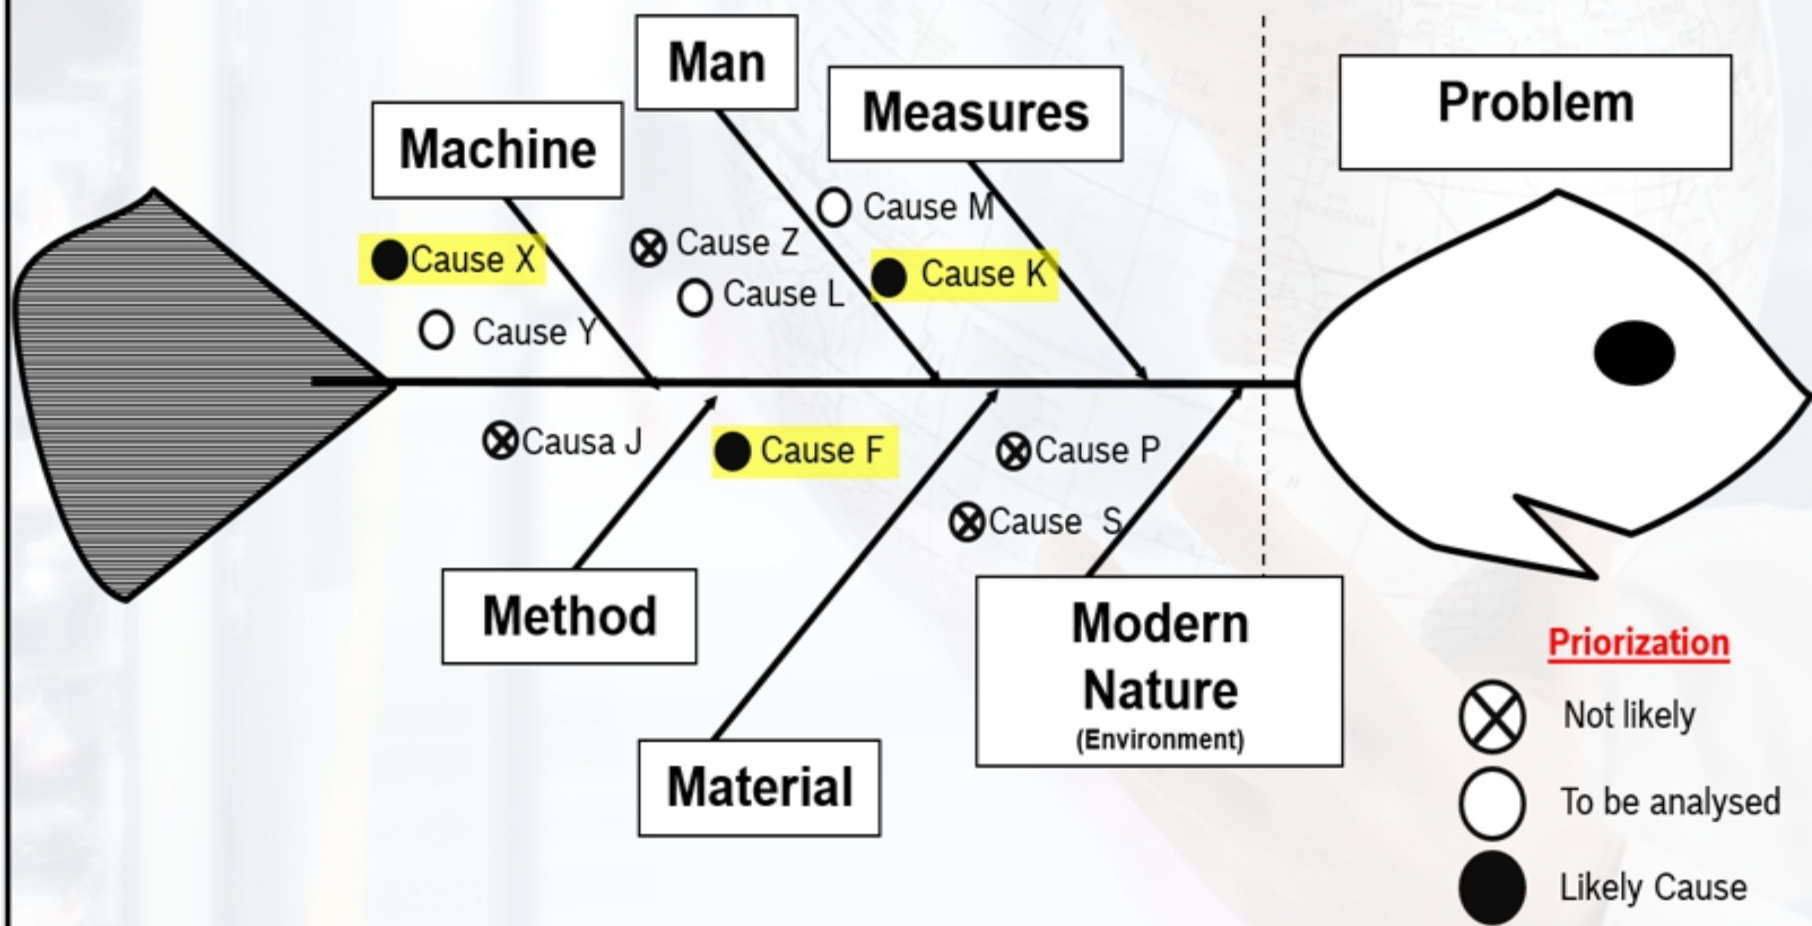 Man
Measures
Problem
Machine
Cause M
Cause Z
Cause X
Cause K
Cause L
Cause Y
Causa J
Cause F
Cause P
Cause S
Method
Modern
Nature
(Environment)
Material
Priorization
Not likely
To be analysed
Likely Cause